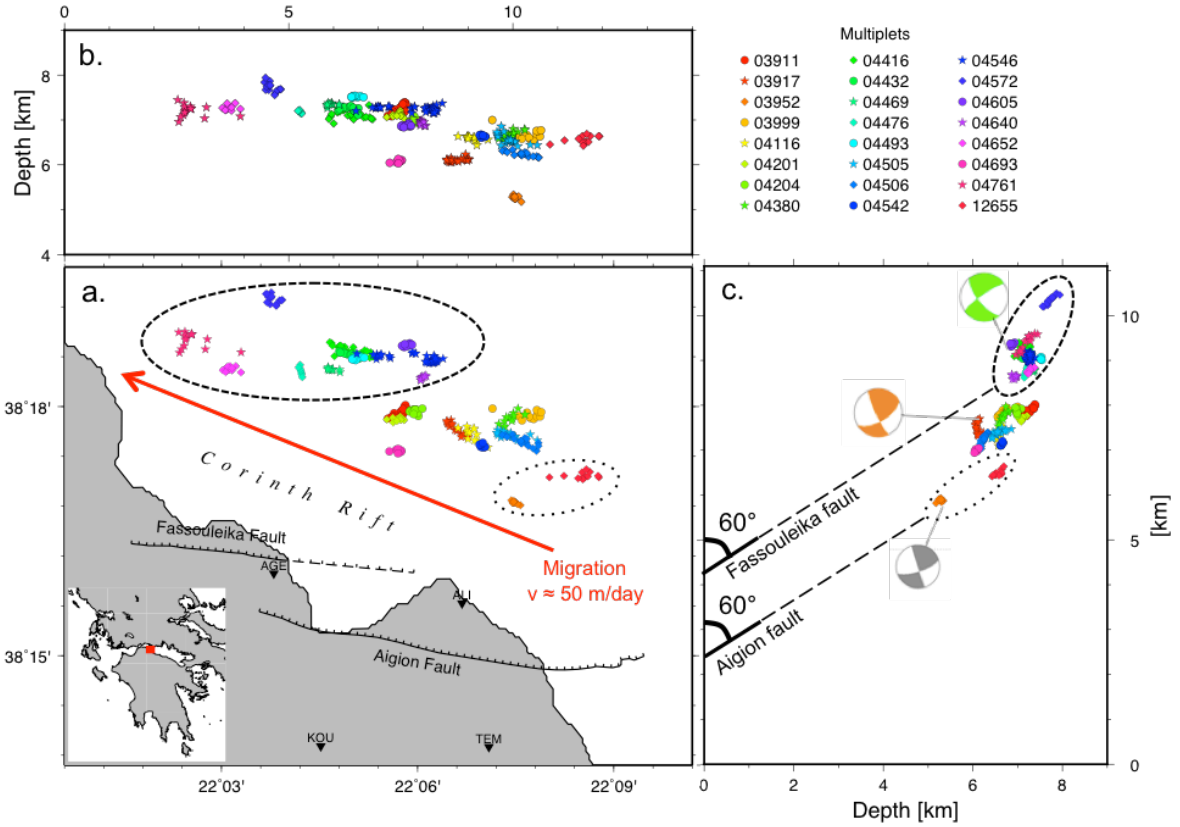 0 5 10
b.
Depth [km]
8
6
4
Multiplets
03911 04416 04546
03917 04432 04572
03952 04469 04605
03999 04476 04640
04116 04493 04652
04201 04505 04693
04204 04506 04761
04380 04542 12655
a.
38°18'
38°15'
Corinth Rift
Fassouleika Fault
AGE
ALI
Migration
v ≈ 50 m/day
Aigion Fault
KOU
TEM
22°03' 22°06' 22°09'
c.
60°
Fassouleika fault
60°
Aigion fault
10
5
0
[km]
0 2 4 6 8
Depth [km]